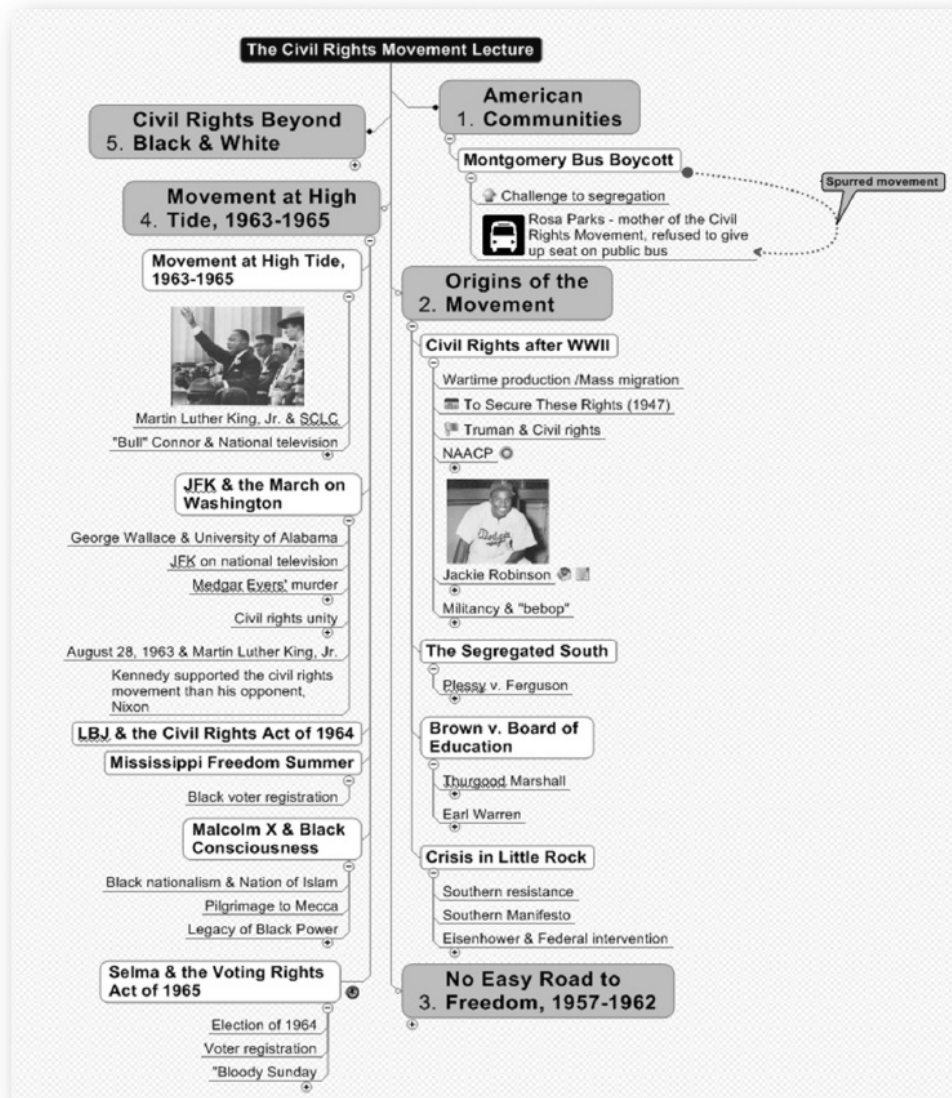 The Civil Rights Movement Lecture
American
1. Communities
Montgomery Bus Boycott
Spurred movement
Challenge to segregation
Rosa Parks - mother of the Civil
Rights Movement, refused to give
up seat on public bus
Origins of the
2. Movement
Civil Rights after WWII
Wartime production /Mass migration
To Secure These Rights (1947)
Truman & Civil rights
NAACP
Dodgers
Jackie Robinson
Militancy & "bebop"
The Segregated South
Plessy v. Ferguson
Brown v. Board of
Education
Thurgood Marshall
Earl Warren
Crisis in Little Rock
Southern resistance
Southern Manifesto
Eisenhower & Federal intervention
No Easy Road to
3. Freedom, 1957-1962
Movement at High
4. Tide, 1963-1965
Movement at High Tide,
1963-1965
Martin Luther King, Jr. & SCLC
"Bull" Connor & National television
JFK & the March on
Washington
George Wallace & University of Alabama
JFK on national television
Medgar Evers' murder
Civil rights unity
August 28, 1963 & Martin Luther King, Jr.
Kennedy supported the civil rights
movement than his opponent,
Nixon
LBJ & the Civil Rights Act of 1964
Mississippi Freedom Summer
Black voter registration
Malcolm X & Black
Consciousness
Black nationalism & Nation of Islam
Pilgrimage to Mecca
Legacy of Black Power
Selma & the Voting Rights
Act of 1965
Election of 1964
Voter registration
"Bloody Sunday
Civil Rights Beyond
5. Black & White